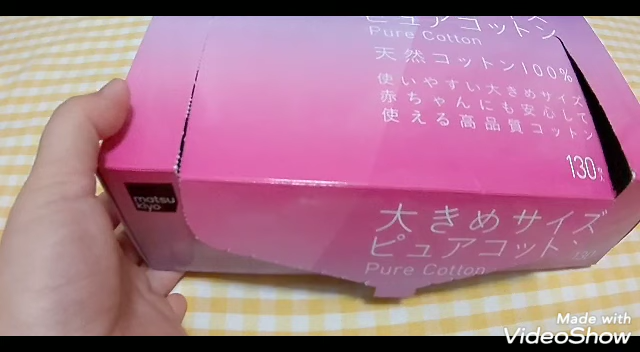 ピュアコットン
Pure Cotton
天然コットン100%
使いやすい大きめサイズ
赤ちゃんにも安心して
使える高品質コットン
130
matsu
kiyo
大きめサイズ
ピュアコットン
Pure Cotton
Made with
VideoShow